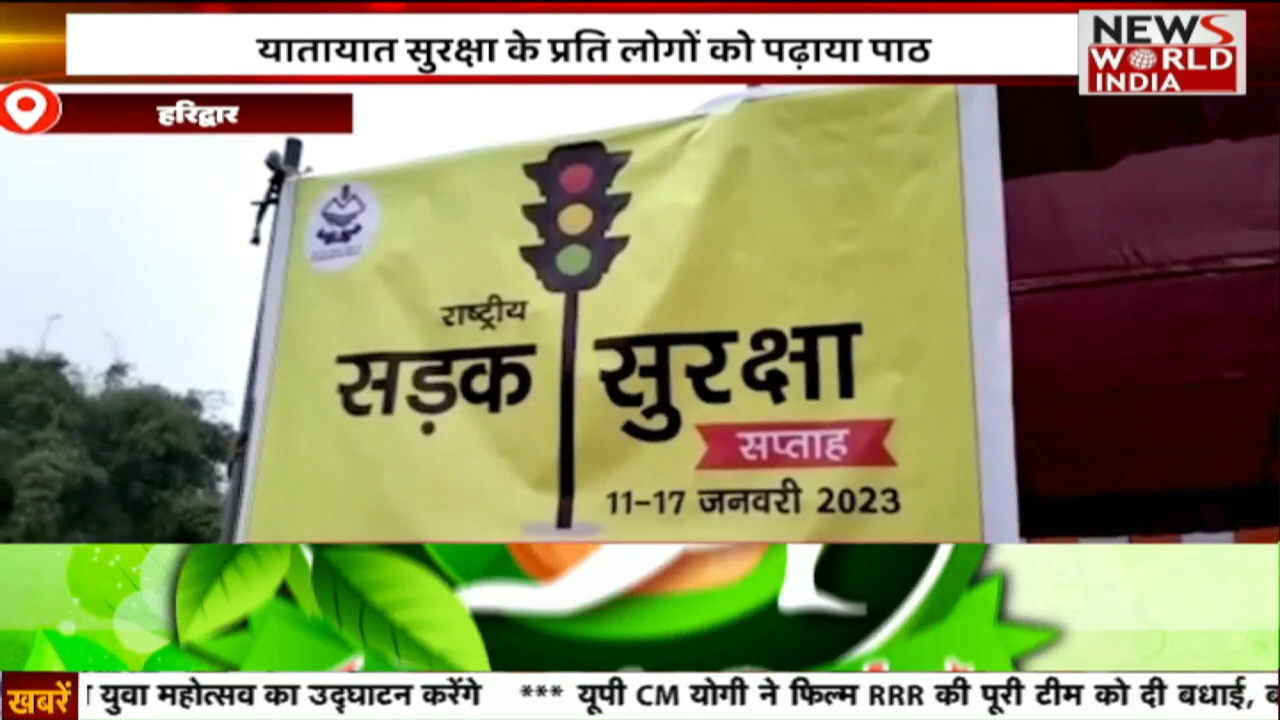 यातायात सुरक्षा के प्रति लोगों को पढ़ाया पाठ
NEWS
WORLD
INDIA
हरिद्वार
राष्ट्रीय
सड़क सुरक्षा
सप्ताह
11-17 जनवरी 2023
खबरें युवा महोत्सव का उद्घाटन करेंगे *** यूपी CM योगी ने फिल्म RRR की पूरी टीम को दी बधाई,